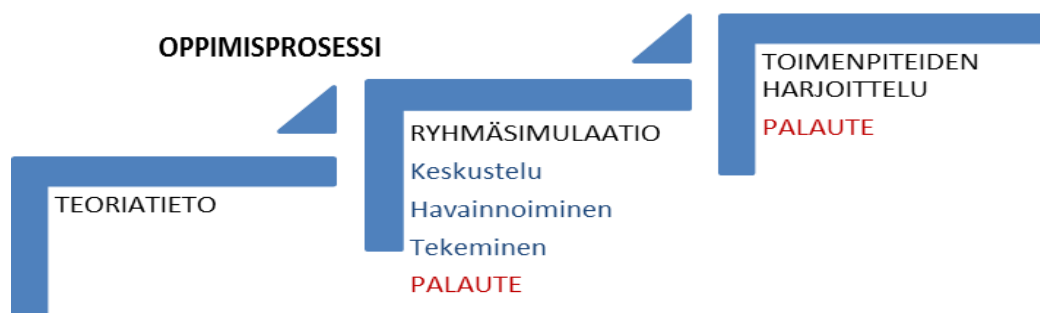 OPPIMISPROSESSI
TEORIATIETO
RYHMÄSIMULAATIO
Keskustelu
Havainnoiminen
Tekeminen
PALAUTE
TOIMENPITEIDEN
HARJOITTELU
PALAUTE